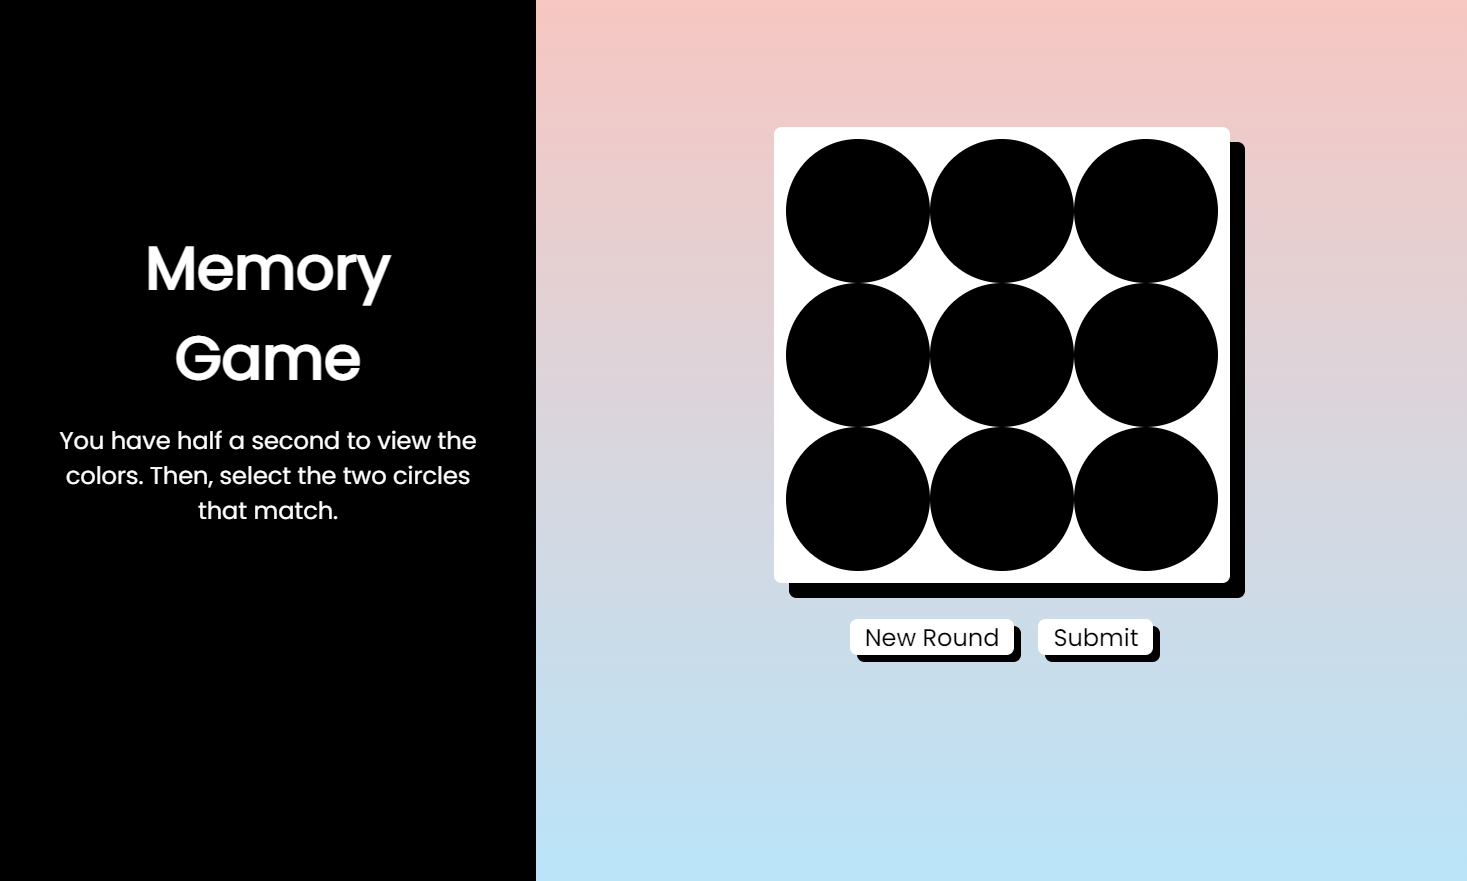 Memory
Game
You have half a second to view the
colors. Then, select the two circles
that match.
New Round
Submit